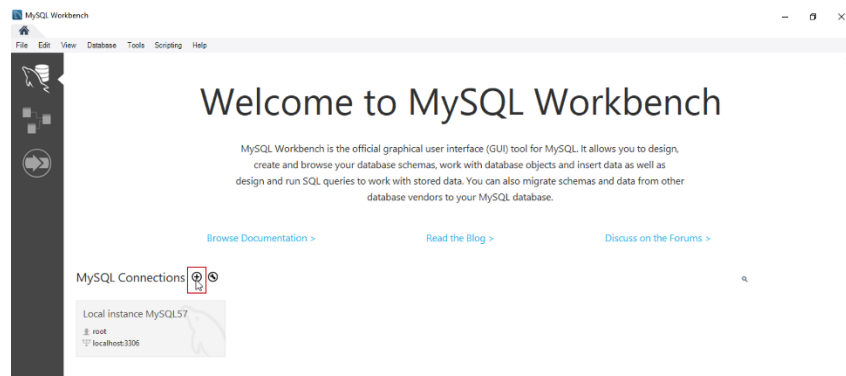 MySQL Workbench
File Edit View Database Tools Scripting Help
Welcome to MySQL Workbench
MySQL Workbench is the official graphical user interface (GUI) tool for MySQL. It allows you to design,
create and browse your database schemas, work with database objects and insert data as well as
design and run SQL queries to work with stored data. You can also migrate schemas and data from other
database vendors to your MySQL database.
Browse Documentation > Read the Blog > Discuss on the Forums >
MySQL Connections
Local instance MySQL57
root
localhost:3306